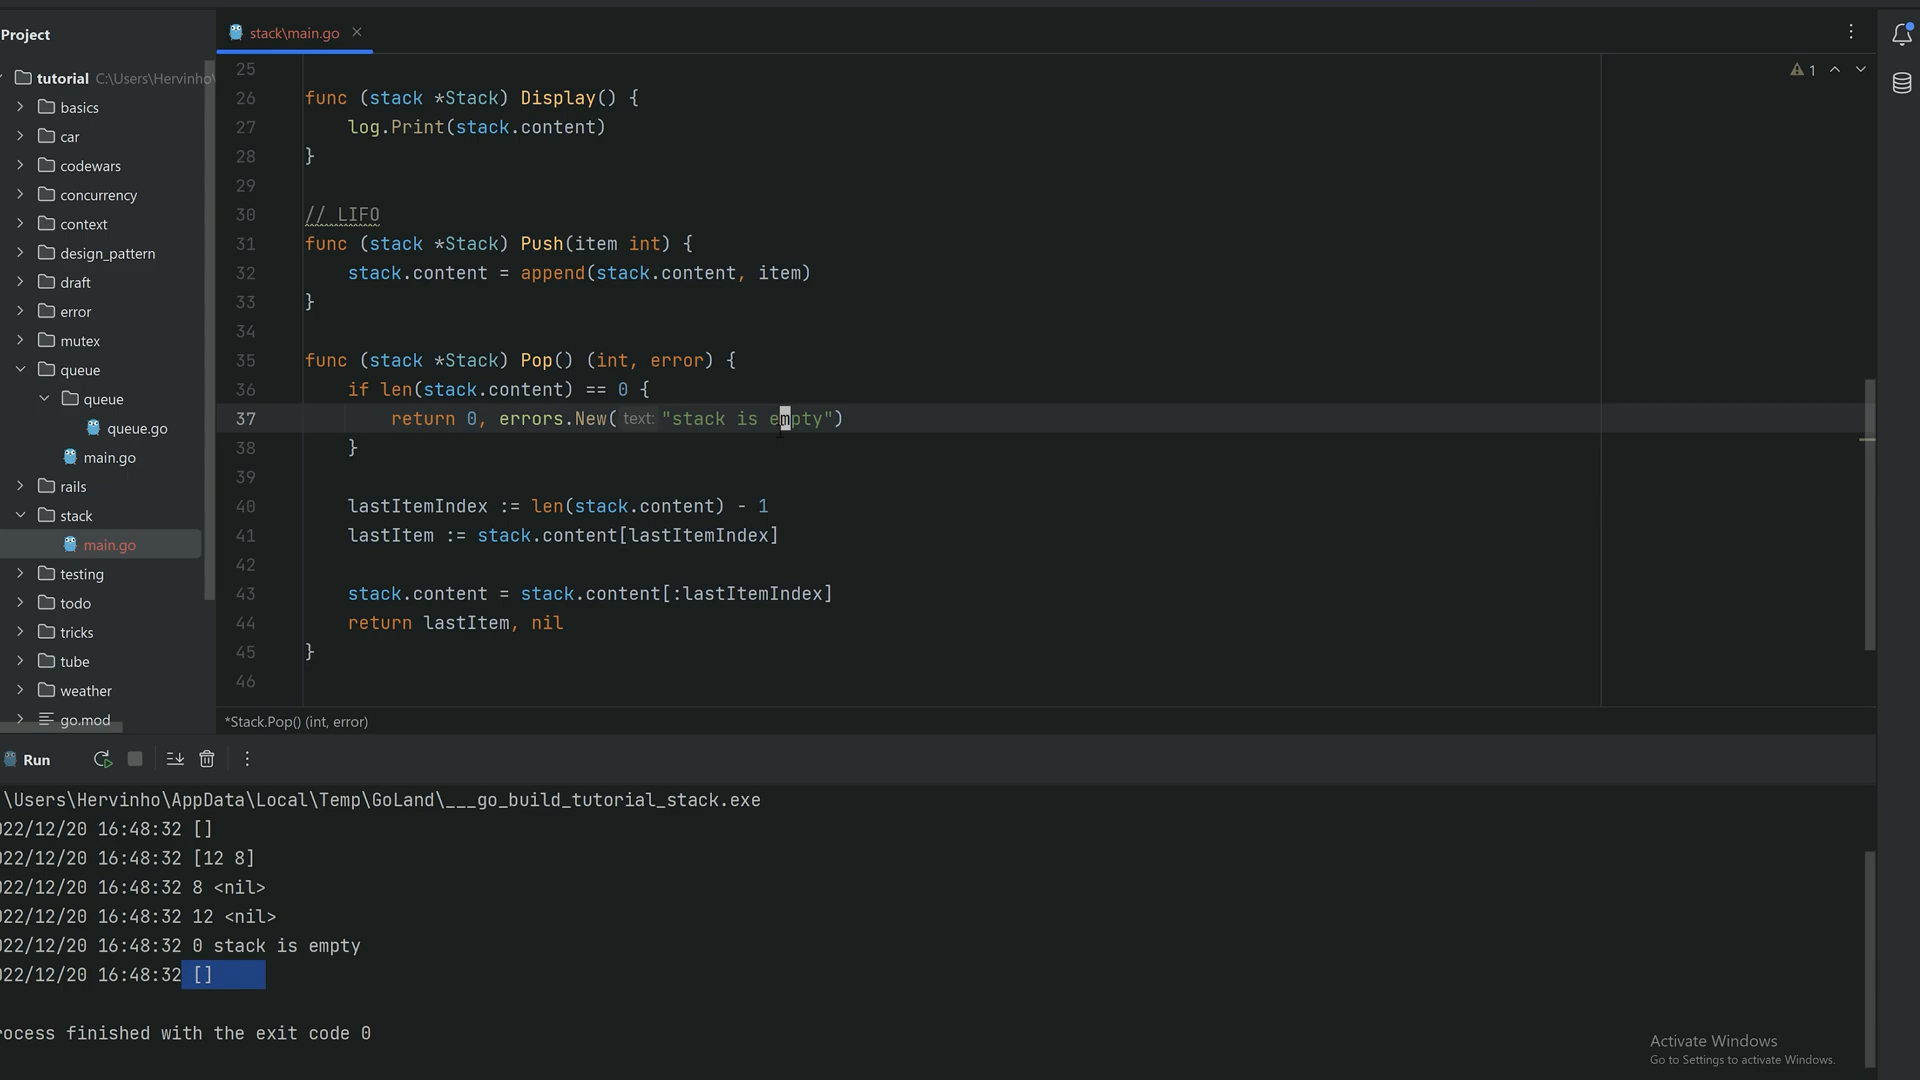 Project
stack\main.go
tutorial C:\Users\Hervinho\
basics
car
codewars
concurrency
context
design_pattern
draft
error
mutex
queue
queue
queue.go
main.go
rails
stack
main.go
testing
todo
tricks
tube
weather
go.mod
1
25
26 func (stack *Stack) Display() {
27 log.Print(stack.content)
28 }
29
30 // LIFO
31 func (stack *Stack) Push(item int) {
32 stack.content = append(stack.content, item)
33 }
34
35 func (stack *Stack) Pop() (int, error) {
36 if len(stack.content) == 0 {
37 return 0, errors.New( text: "stack is empty")
38 }
39
40 lastItemIndex := len(stack.content) - 1
41 lastItem := stack.content[lastItemIndex]
42
43 stack.content = stack.content[:lastItemIndex]
44 return lastItem, nil
45 }
46
*Stack.Pop() (int, error)
Run
\Users\Hervinho\AppData\Local\Temp\GoLand\___go_build_tutorial_stack.exe
022/12/20 16:48:32 []
022/12/20 16:48:32 [12 8]
022/12/20 16:48:32 8 <nil>
022/12/20 16:48:32 12 <nil>
022/12/20 16:48:32 0 stack is empty
022/12/20 16:48:32 []
rocess finished with the exit code 0
Activate Windows
Go to Settings to activate Windows.